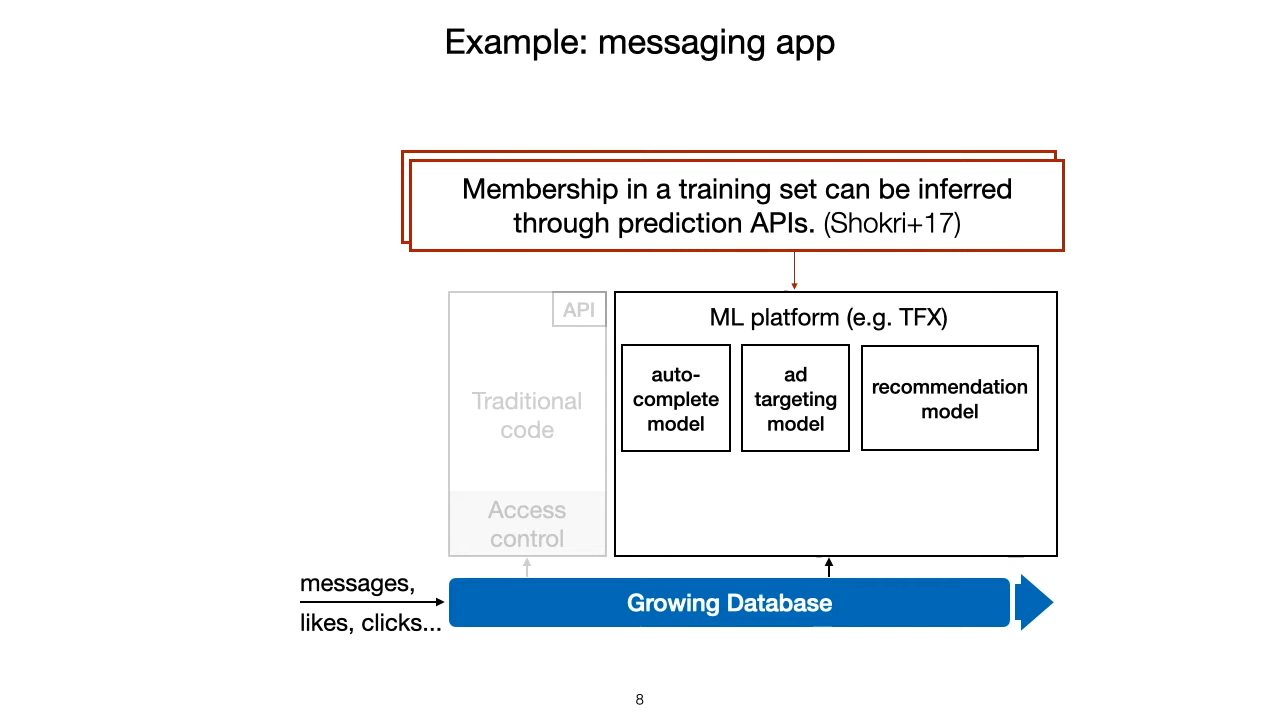 Example: messaging app
Membership in a training set can be inferred
through prediction APIs. (Shokri+17)
API
Traditional
code
Access
control
ML platform (e.g. TFX)
auto-
complete
model
ad
targeting
model
recommendation
model
messages,
likes, clicks...
Growing Database
8